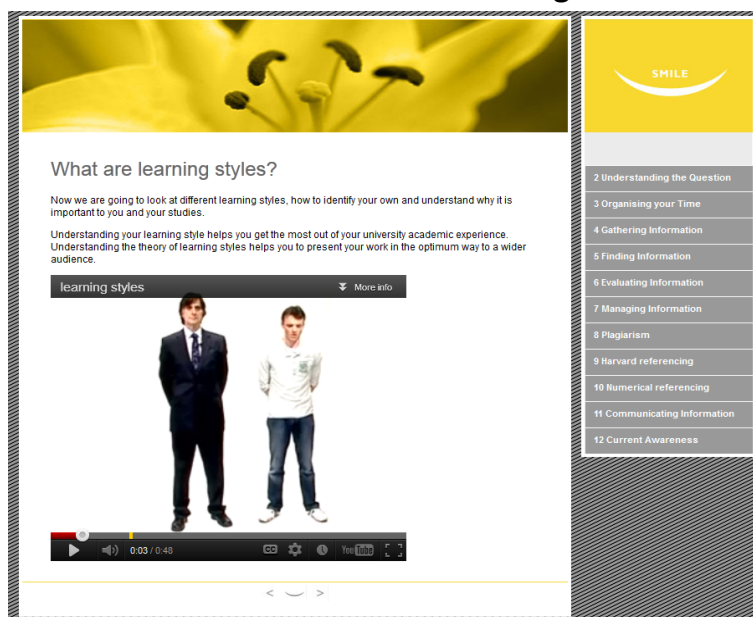 SMILE
What are learning styles?
Now we are going to look at different learning styles, how to identify your own and understand why it is
important to you and your studies.
Understanding your learning style helps you get the most out of your university academic experience.
Understanding the theory of learning styles helps you to present your work in the optimum way to a wider
audience.
learning styles
More info
0:03 / 0:48
CC
YouTube
< >
2 Understanding the Question
3 Organising your Time
4 Gathering Information
5 Finding Information
6 Evaluating Information
7 Managing Information
8 Plagiarism
9 Harvard referencing
10 Numerical referencing
11 Communicating Information
12 Current Awareness